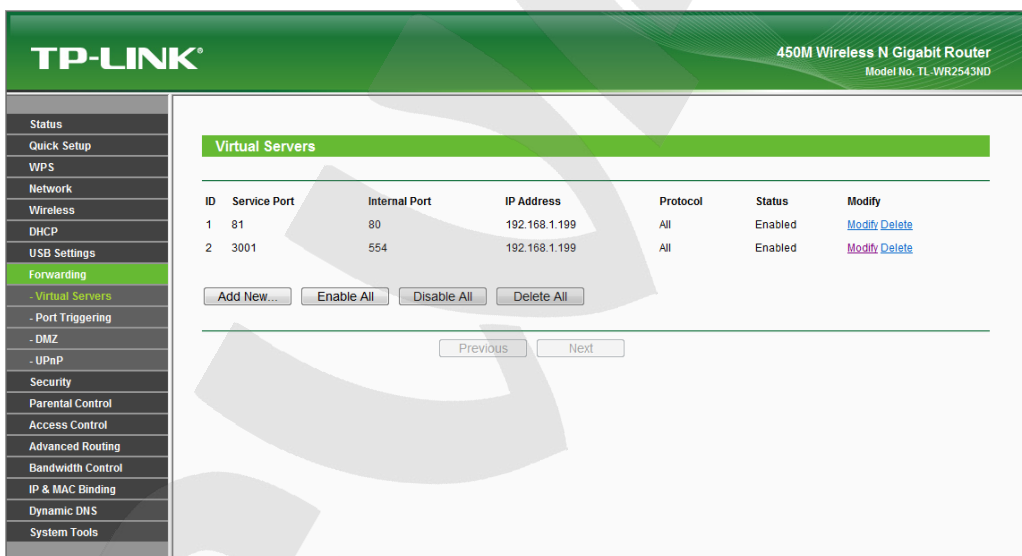 TP-LINK®
450M Wireless N Gigabit Router
Model No. TL-WR2543ND
Status
Quick Setup
WPS
Network
Wireless
DHCP
USB Settings
Forwarding
- Virtual Servers
- Port Triggering
- DMZ
- UPnP
Security
Parental Control
Access Control
Advanced Routing
Bandwidth Control
IP & MAC Binding
Dynamic DNS
System Tools
Virtual Servers
ID Service Port Internal Port IP Address Protocol Status Modify
1 81 80 192.168.1.199 All Enabled Modify Delete
2 3001 554 192.168.1.199 All Enabled Modify Delete
Add New... Enable All Disable All Delete All
Previous Next